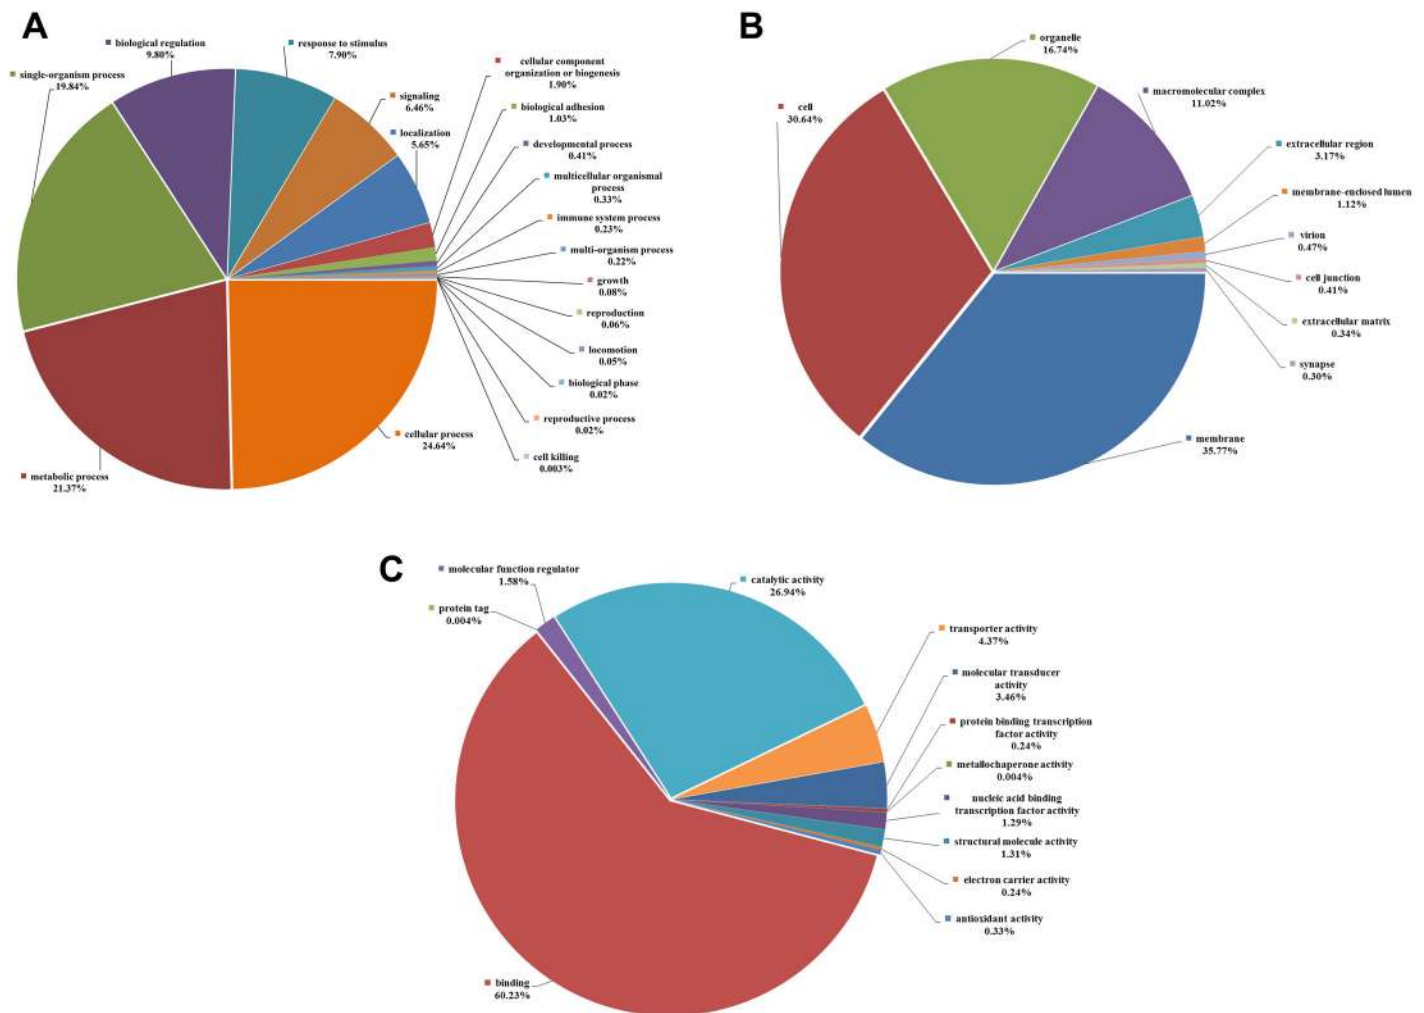 A
biological regulation
9.80%
response to stimulus
7.90%
single-organism process
19.84%
cellular component
organization or biogenesis
1.90%
signaling
6.46%
biological adhesion
1.03%
localization
5.65%
developmental process
0.41%
multicellular organismal
process
0.33%
immune system process
0.23%
multi-organism process
0.22%
growth
0.08%
reproduction
0.06%
locomotion
0.05%
biological phase
0.02%
reproductive process
0.02%
cell killing
0.003%
cellular process
24.64%
metabolic process
21.37%
B
organelle
16.74%
macromolecular complex
11.02%
cell
30.64%
extracellular region
3.17%
membrane-enclosed lumen
1.12%
virion
0.47%
cell junction
0.41%
extracellular matrix
0.34%
synapse
0.30%
membrane
35.77%
C
molecular function regulator
1.58%
catalytic activity
26.94%
protein tag
0.004%
transporter activity
4.37%
molecular transducer
activity
3.46%
protein binding transcription
factor activity
0.24%
metallochaperone activity
0.004%
nucleic acid binding
transcription factor activity
1.29%
structural molecule activity
1.31%
electron carrier activity
0.24%
antioxidant activity
0.33%
binding
60.23%